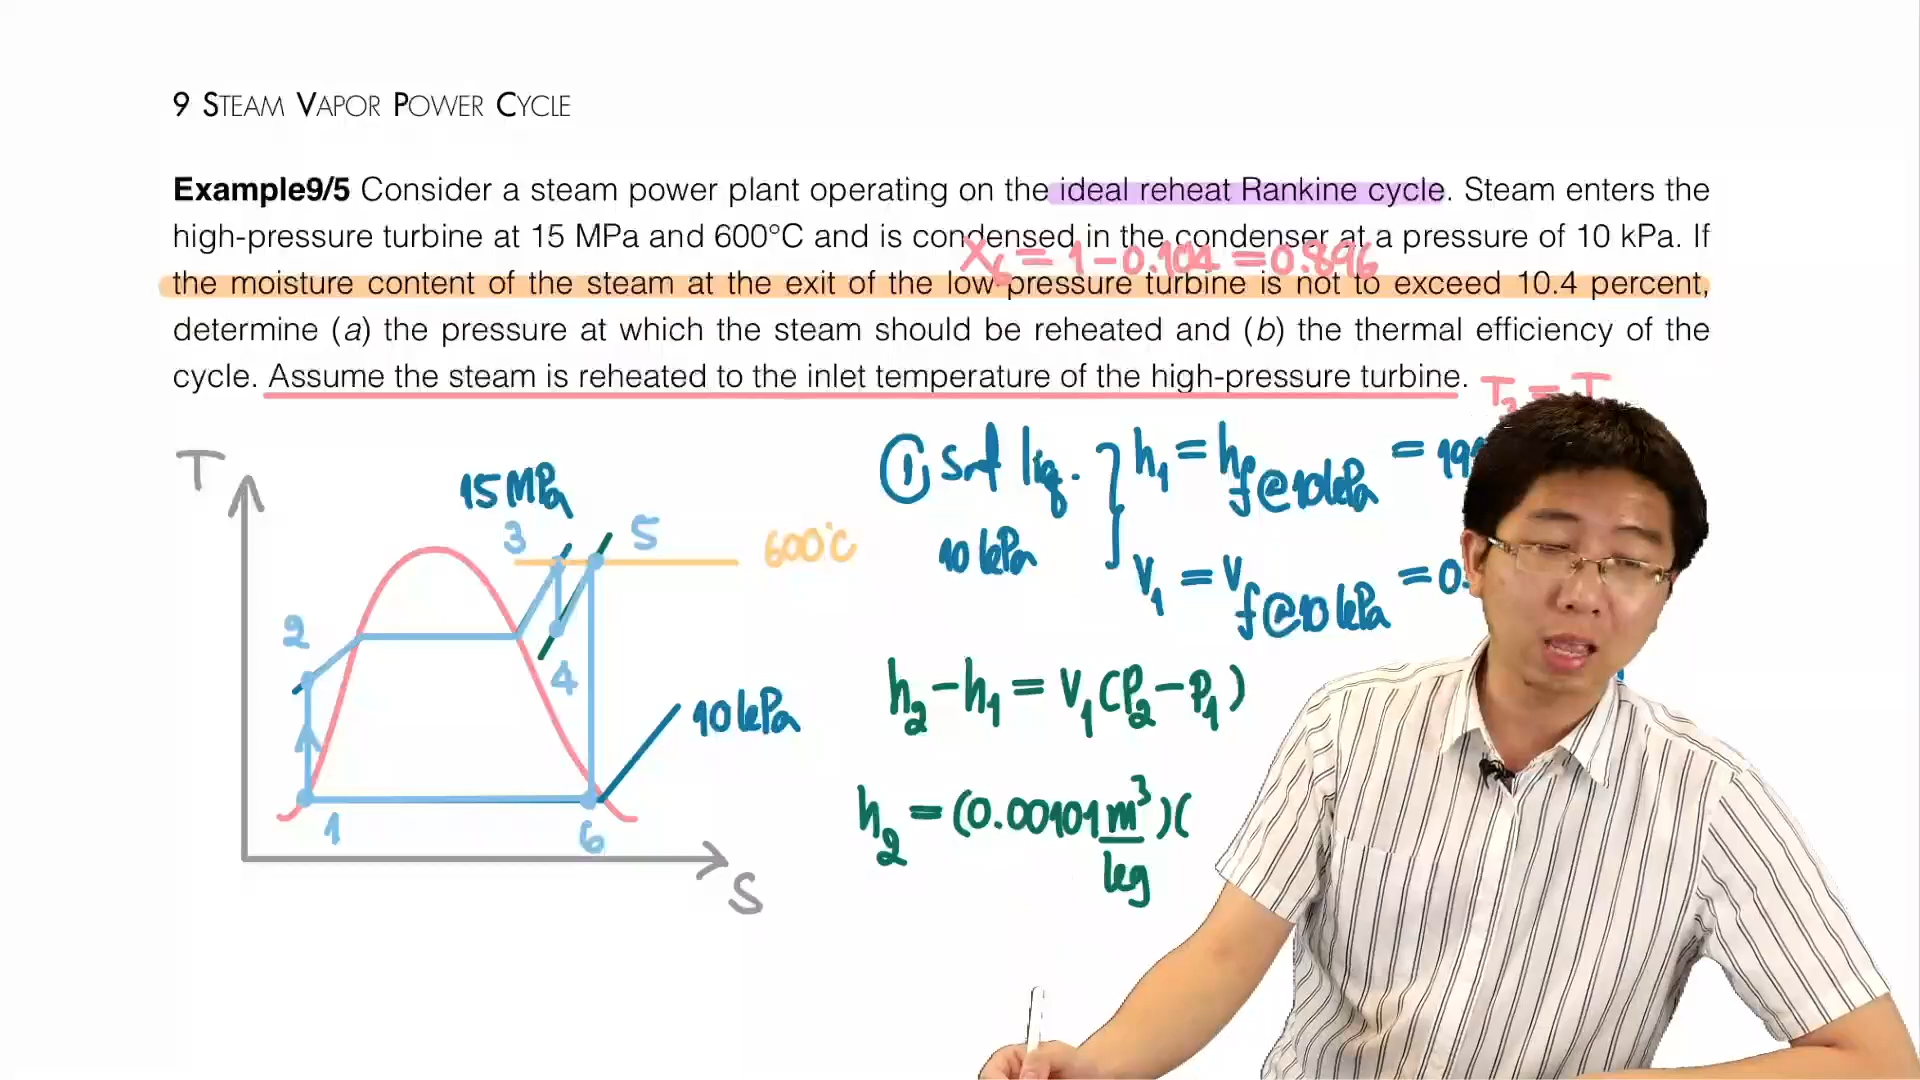 9 STEAM VAPOR POWER CYCLE
Example9/5 Consider a steam power plant operating on the ideal reheat Rankine cycle. Steam enters the
high-pressure turbine at 15 MPa and 600°C and is condensed in the condenser at a pressure of 10 kPa. If
x₆ = 1-0.104 = 0.896
the moisture content of the steam at the exit of the low-pressure turbine is not to exceed 10.4 percent,
determine (a) the pressure at which the steam should be reheated and (b) the thermal efficiency of the
cycle. Assume the steam is reheated to the inlet temperature of the high-pressure turbine.
T₃ = T
T
15 MPa
3
5
600°C
2
4
10 kPa
1
6
S
① sat liq. } h₁ = hf@10kPa = 19
10 kPa
v₁ = vf@10kPa = 0.
h₂-h₁ = v₁(P₂-P₁)
h₂ = (0.00101 m³/kg)(